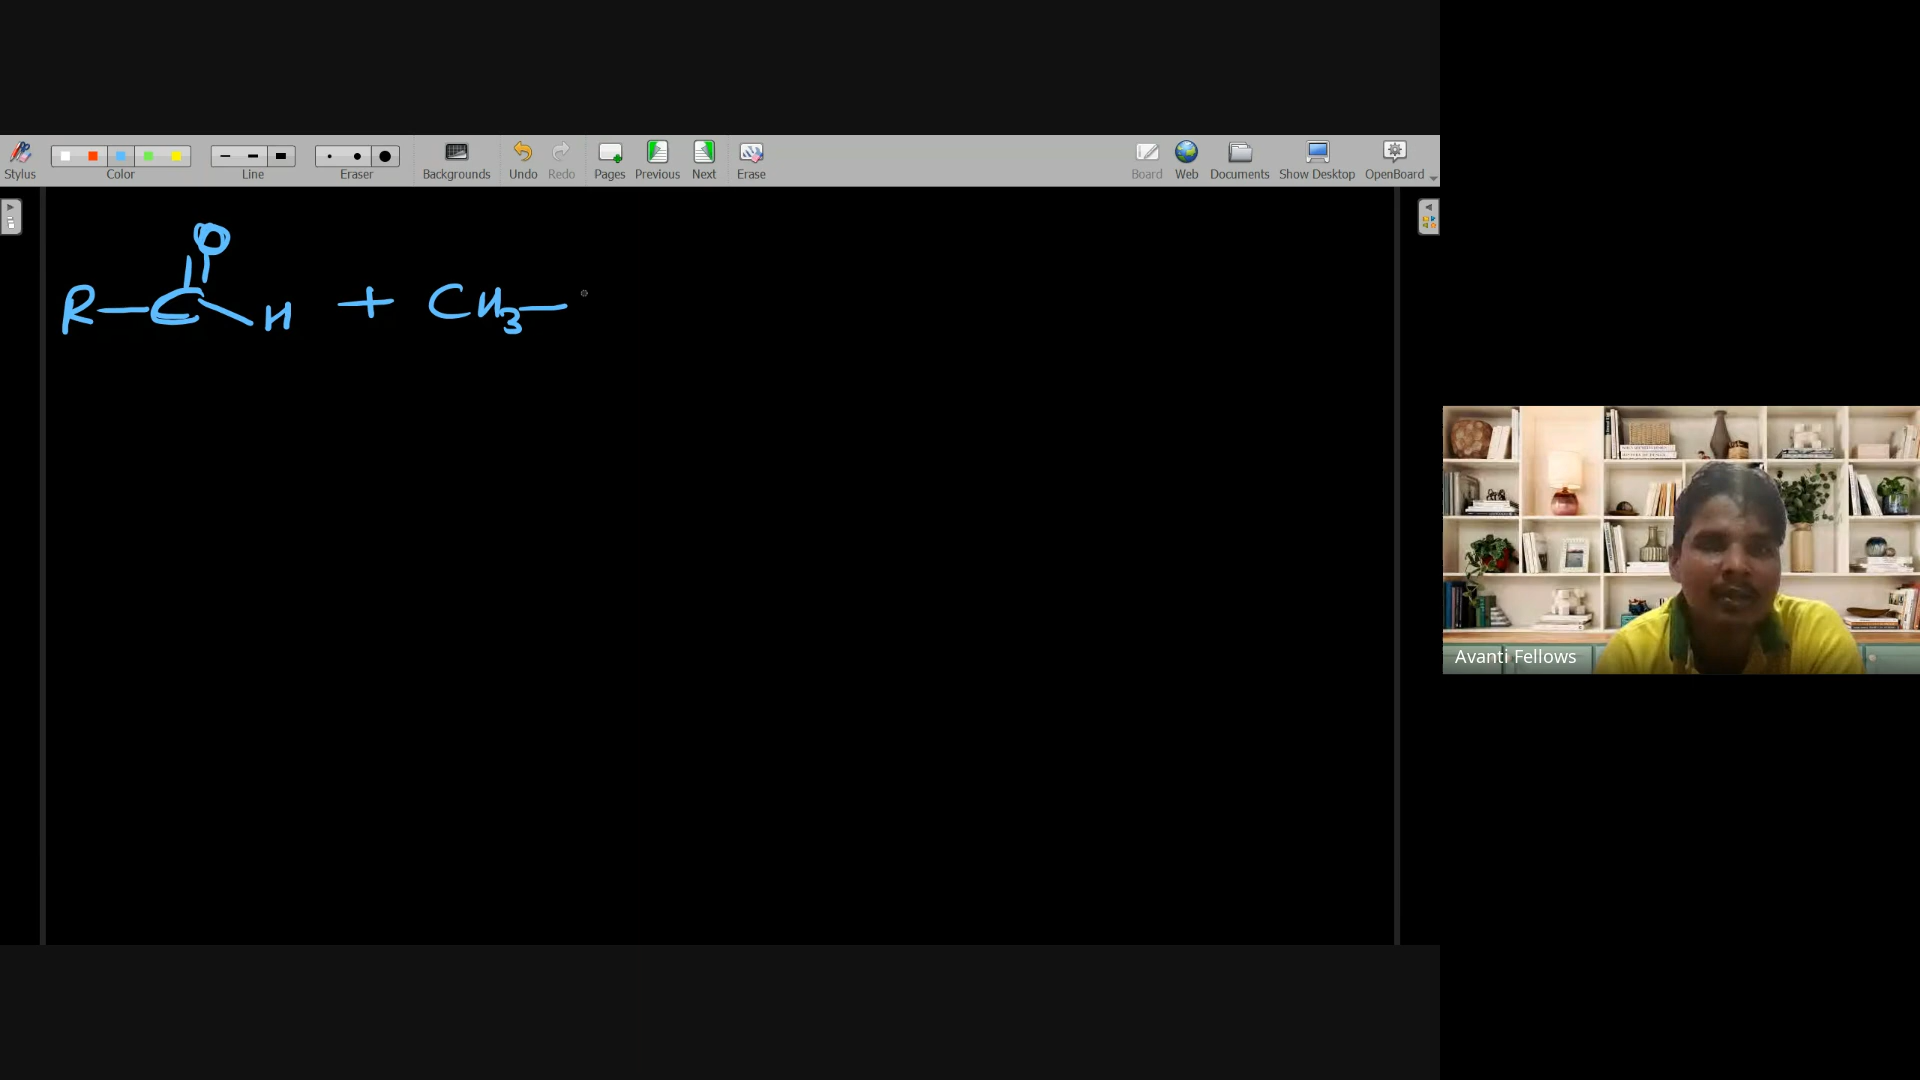 Stylus Color Line Eraser Backgrounds Undo Redo Pages Previous Next Erase Board Web Documents Show Desktop OpenBoard
O
R—C—H + CH3—
Avanti Fellows